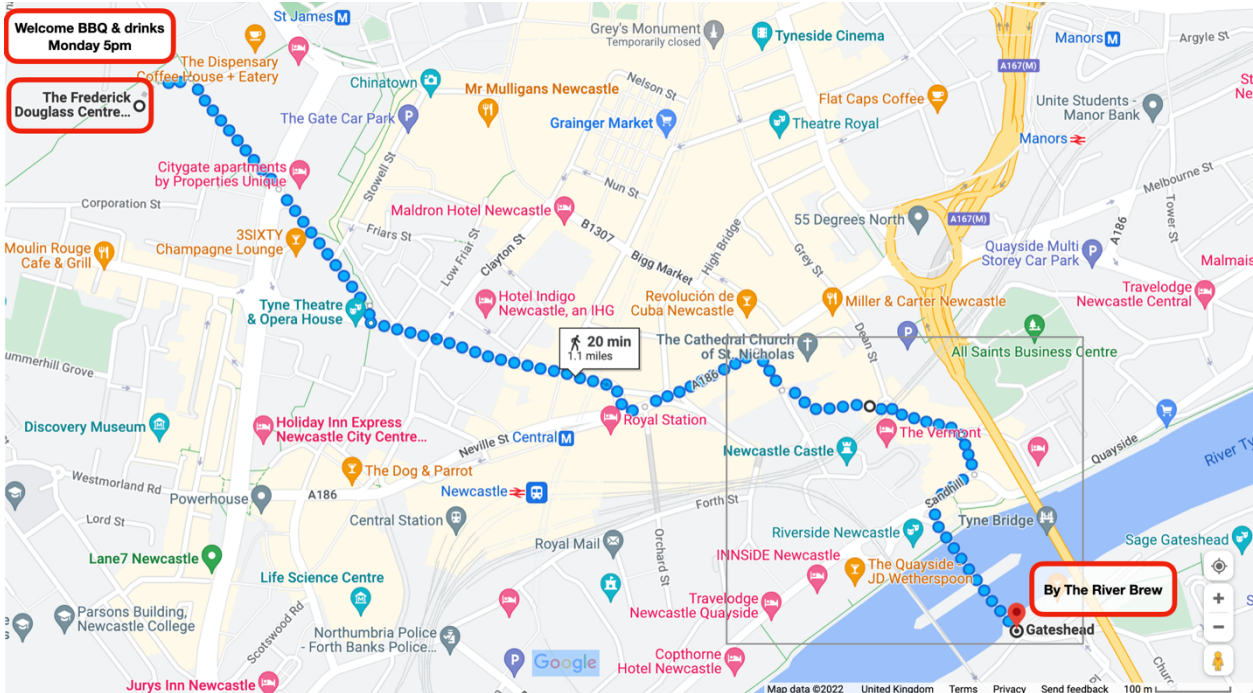 Welcome BBQ & drinks
Monday 5pm
The Frederick
Douglass Centre...
St James M
The Dispensary
Coffee House + Eatery
Chinatown
The Gate Car Park
P
Mr Mulligans Newcastle
Grey's Monument
Temporarily closed
Tyneside Cinema
Nelson St
Grainger Market
Theatre Royal
Flat Caps Coffee
A167(M)
Manors M
Argyle St
Unite Students -
Manor Bank
Manors
Melbourne St
Tower St
A186
Citygate apartments
by Properties Unique
Corporation St
Stowell St
Friars St
Low Friar St
Clayton St
Nun St
Maldron Hotel Newcastle
B1307
Bigg Market
High Bridge
Grey St
55 Degrees North
A167(M)
Quayside Multi
Storey Car Park
P
Malmais
Travelodge
Newcastle Central
Moulin Rouge
Cafe & Grill
3SIXTY
Champagne Lounge
Tyne Theatre
& Opera House
Hotel Indigo
Newcastle, an IHG
Revolución de
Cuba Newcastle
Miller & Carter Newcastle
Dean St
P
All Saints Business Centre
20 min
1.1 miles
The Cathedral Church
of St. Nicholas
A186
ummerhill Grove
Discovery Museum
Holiday Inn Express
Newcastle City Centre...
Neville St
Central M
Royal Station
The Vermont
Newcastle Castle
Quayside
River Ty
The Dog & Parrot
Westmorland Rd
Powerhouse
A186
Newcastle
Forth St
Sandhill
Lord St
Central Station
Royal Mail
Orchard St
Riverside Newcastle
Tyne Bridge
Sage Gateshead
Lane7 Newcastle
INNSiDE Newcastle
The Quayside -
JD Wetherspoon
Life Science Centre
Travelodge
Newcastle Quayside
By The River Brew
Gateshead
Parsons Building,
Newcastle College
Scotswood Rd
Northumbria Police
- Forth Banks Police...
P
Google
Copthorne
Hotel Newcastle
Church
Jurys Inn Newcastle
Map data ©2022 United Kingdom Terms Privacy Send feedback 100 m